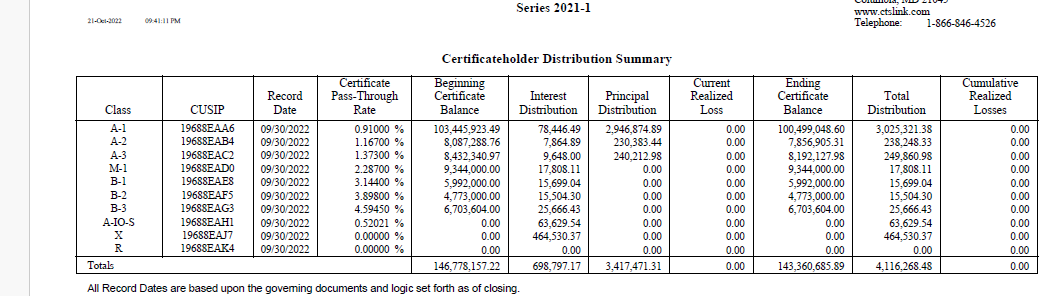 Series 2021-1
www.ctslink.com
21-Oct-2022 09:41:11 PM Telephone: 1-866-846-4526
Certificateholder Distribution Summary
Class CUSIP Record Date Certificate Pass-Through Rate Beginning Certificate Balance Interest Distribution Principal Distribution Current Realized Loss Ending Certificate Balance Total Distribution Cumulative Realized Losses
A-1 19688EAA6 09/30/2022 0.91000 % 103,445,923.49 78,446.49 2,946,874.89 0.00 100,499,048.60 3,025,321.38 0.00
A-2 19688EAB4 09/30/2022 1.16700 % 8,087,288.76 7,864.89 230,383.44 0.00 7,856,905.31 238,248.33 0.00
A-3 19688EAC2 09/30/2022 1.37300 % 8,432,340.97 9,648.00 240,212.98 0.00 8,192,127.98 249,860.98 0.00
M-1 19688EAD0 09/30/2022 2.28700 % 9,344,000.00 17,808.11 0.00 0.00 9,344,000.00 17,808.11 0.00
B-1 19688EAE8 09/30/2022 3.14400 % 5,992,000.00 15,699.04 0.00 0.00 5,992,000.00 15,699.04 0.00
B-2 19688EAF5 09/30/2022 3.89800 % 4,773,000.00 15,504.30 0.00 0.00 4,773,000.00 15,504.30 0.00
B-3 19688EAG3 09/30/2022 4.59450 % 6,703,604.00 25,666.43 0.00 0.00 6,703,604.00 25,666.43 0.00
A-IO-S 19688EAH1 09/30/2022 0.52021 % 0.00 63,629.54 0.00 0.00 0.00 63,629.54 0.00
X 19688EAJ7 09/30/2022 0.00000 % 0.00 464,530.37 0.00 0.00 0.00 464,530.37 0.00
R 19688EAK4 09/30/2022 0.00000 % 0.00 0.00 0.00 0.00 0.00 0.00 0.00
Totals 146,778,157.22 698,797.17 3,417,471.31 0.00 143,360,685.89 4,116,268.48 0.00
All Record Dates are based upon the governing documents and logic set forth as of closing.